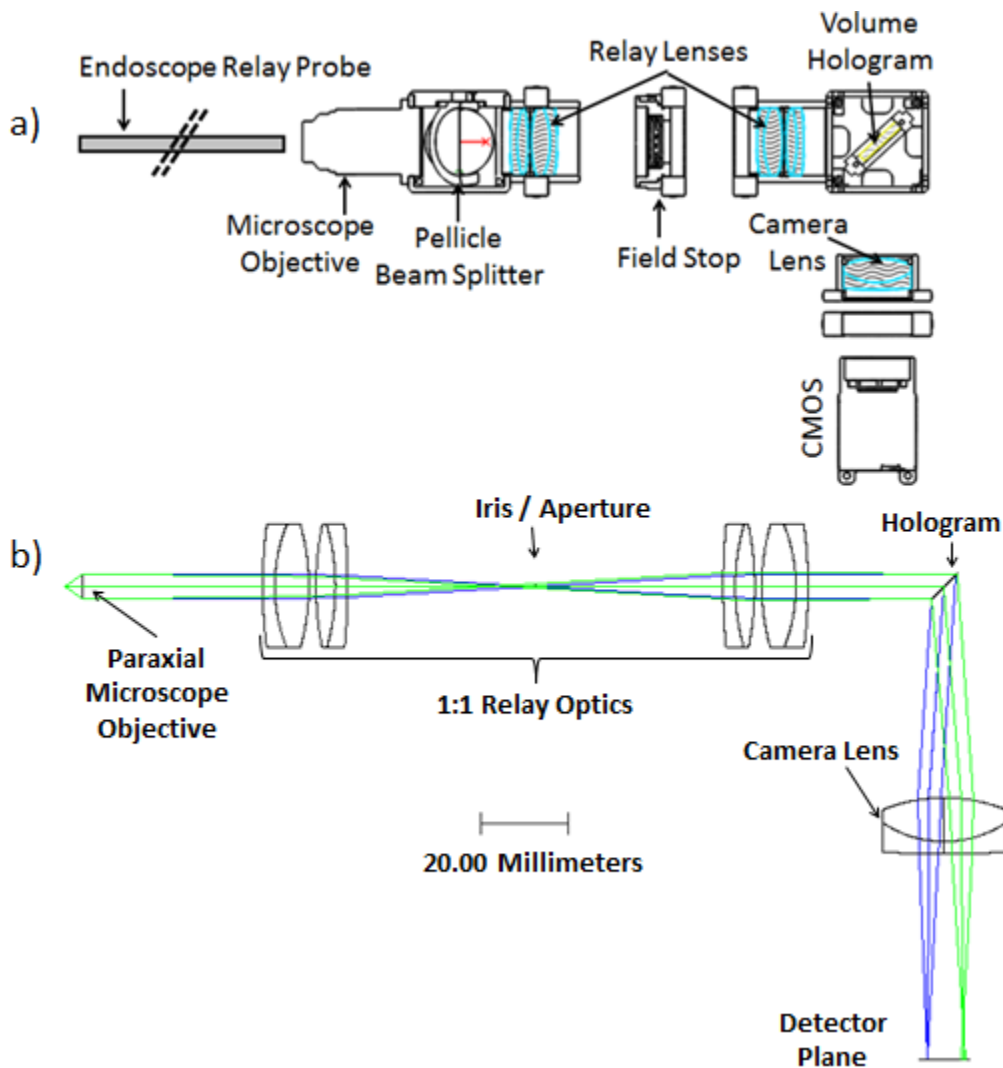 a)
Endoscope Relay Probe
Microscope
Objective
Pellicle
Beam Splitter
Relay Lenses
Field Stop
Volume
Hologram
Camera
Lens
CMOS
b)
Iris / Aperture
Hologram
Paraxial
Microscope
Objective
1:1 Relay Optics
Camera Lens
20.00 Millimeters
Detector
Plane